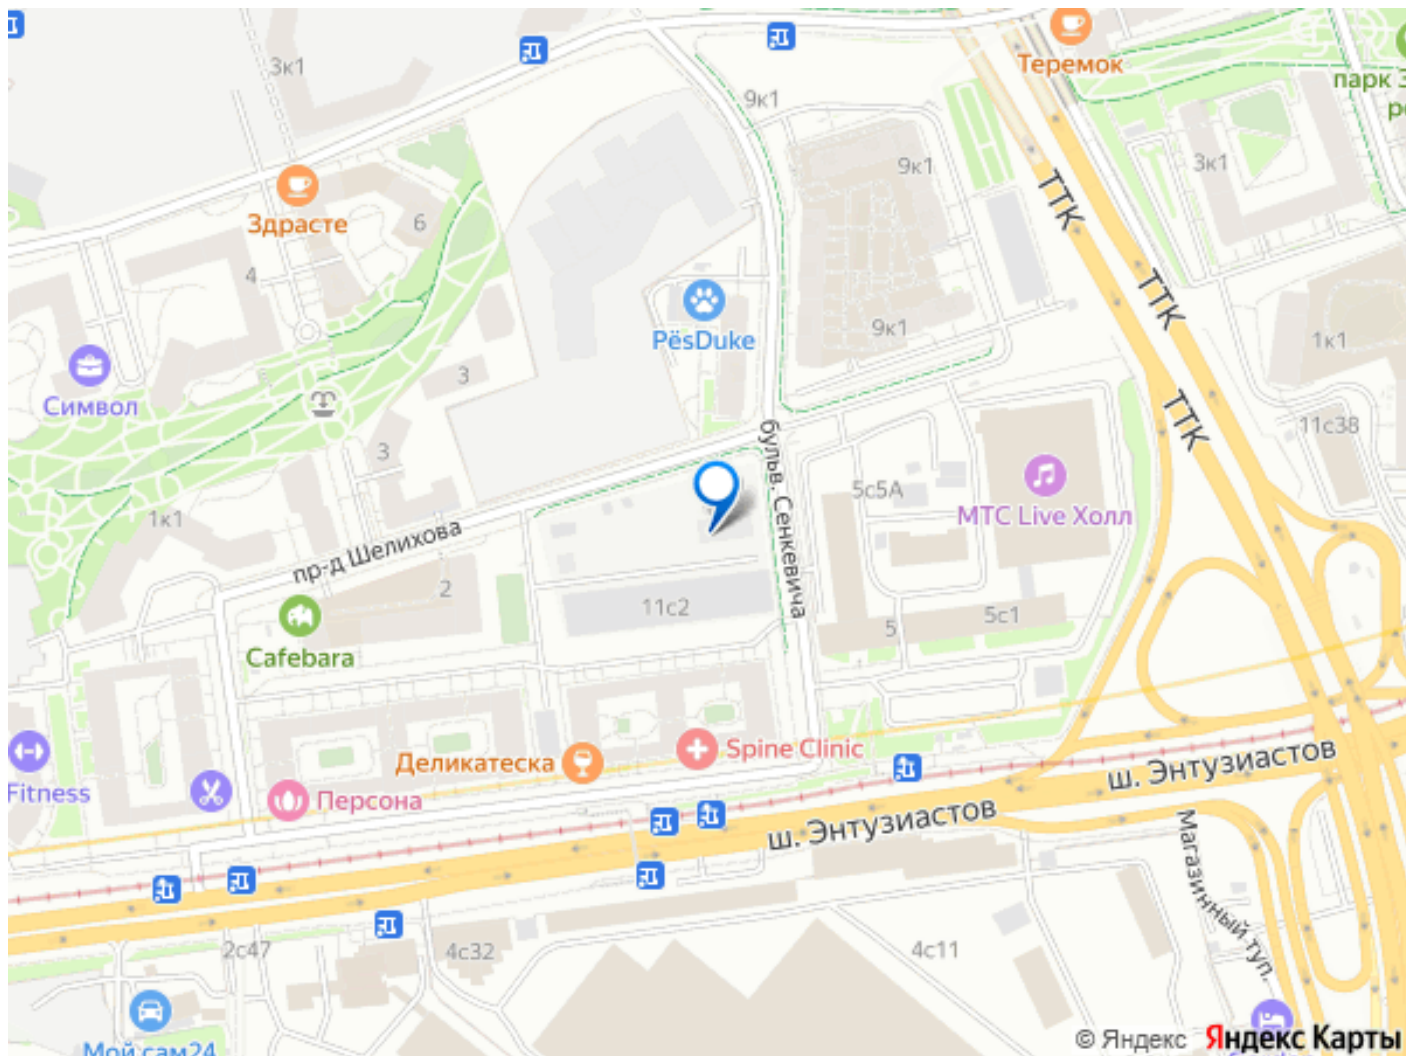 3к1
9к1
Теремок
парк З
р
3к1
9к1
Здрасте
6
4
ТТК
ТТК
PёsDuke
9к1
1к1
3
Символ
ТТК
11с38
3
бульв. Сенкевича
5с5А
МТС Live Холл
1к1
пр-д Шелихова
2
11с2
5с1
5
Cafebara
Spine Clinic
Деликатеска
ш. Энтузиастов
Fitness
Персона
ш. Энтузиастов
Магазинный туп.
2с47
4с32
4с11
Мой сам24
© Яндекс Яндекс Карты